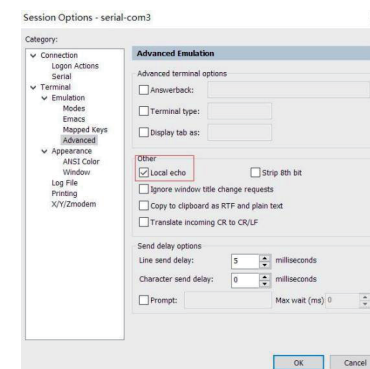 Session Options - serial-com3
Category:
Connection
Logon Actions
Serial
Terminal
Emulation
Modes
Emacs
Mapped Keys
Advanced
Appearance
ANSI Color
Window
Log File
Printing
X/Y/Zmodem
Advanced Emulation
Advanced terminal options
Answerback:
Terminal type:
Display tab as:
Other
Local echo
Strip 8th bit
Ignore window title change requests
Copy to clipboard as RTF and plain text
Translate incoming CR to CR/LF
Send delay options
Line send delay: 5 milliseconds
Character send delay: 0 milliseconds
Prompt: Max wait (ms) 0
OK Cancel